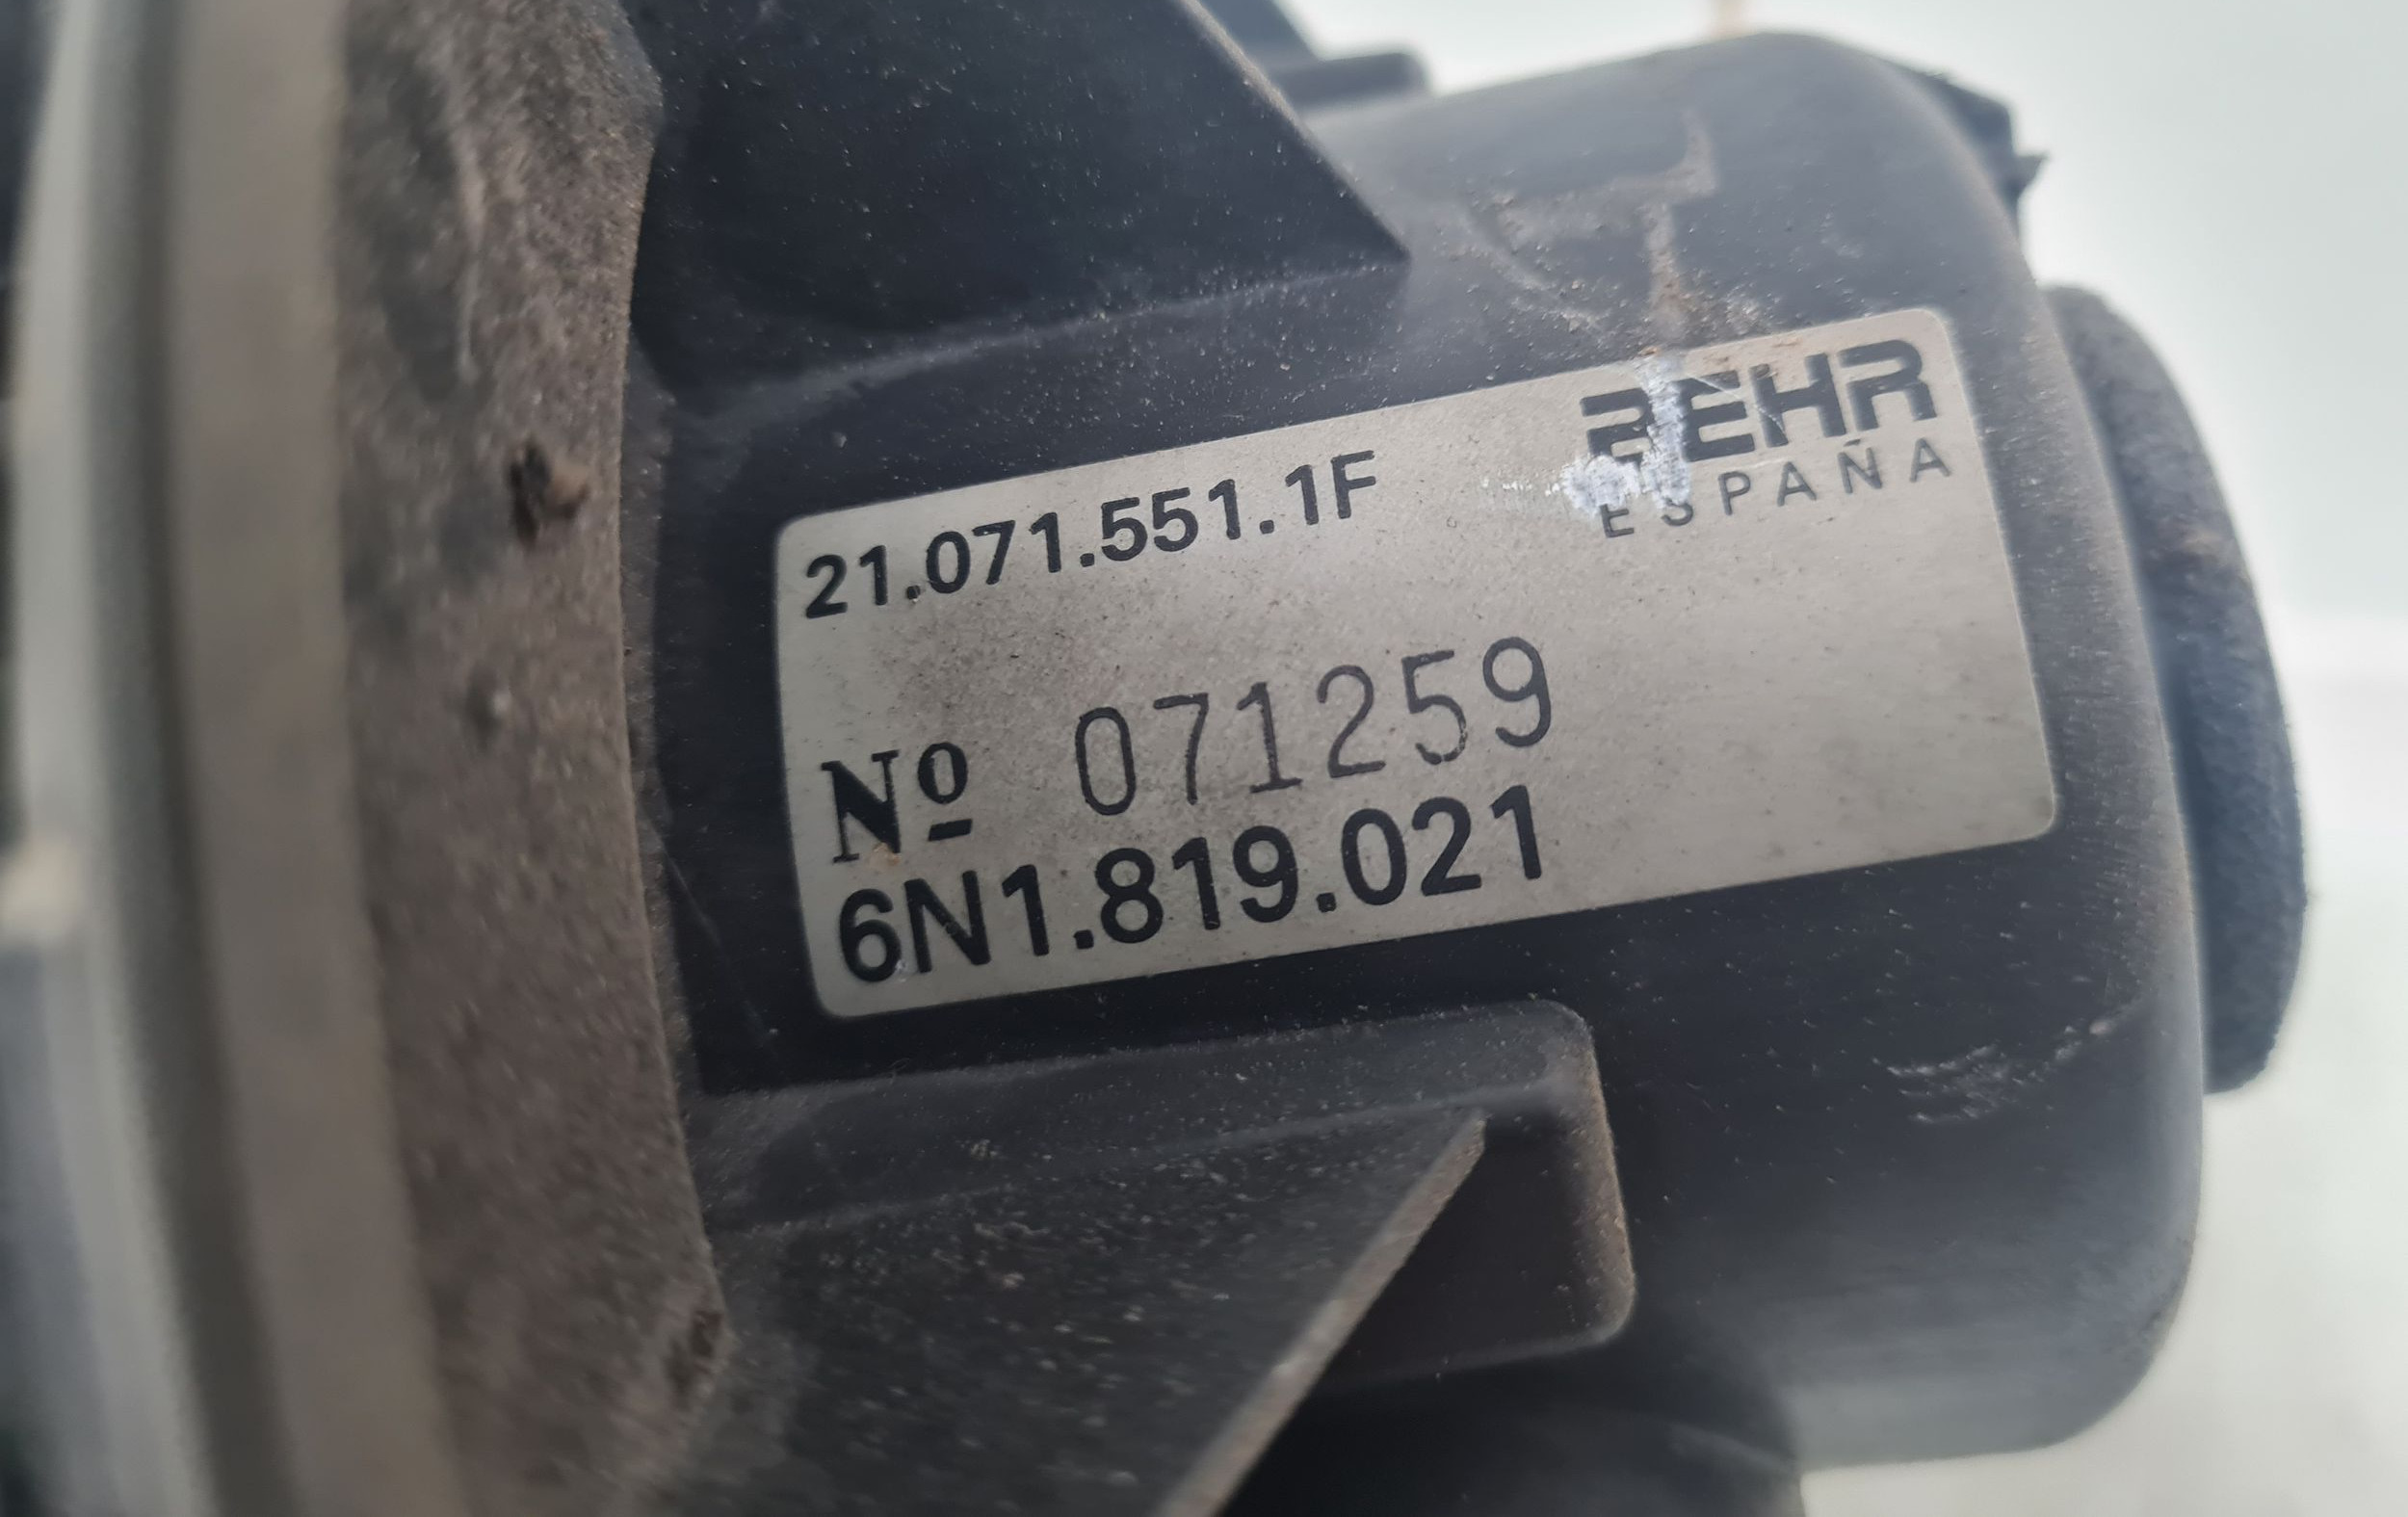 BEHR
ESPAÑA
21.071.551.1F
Nº 071259
6N1.819.021